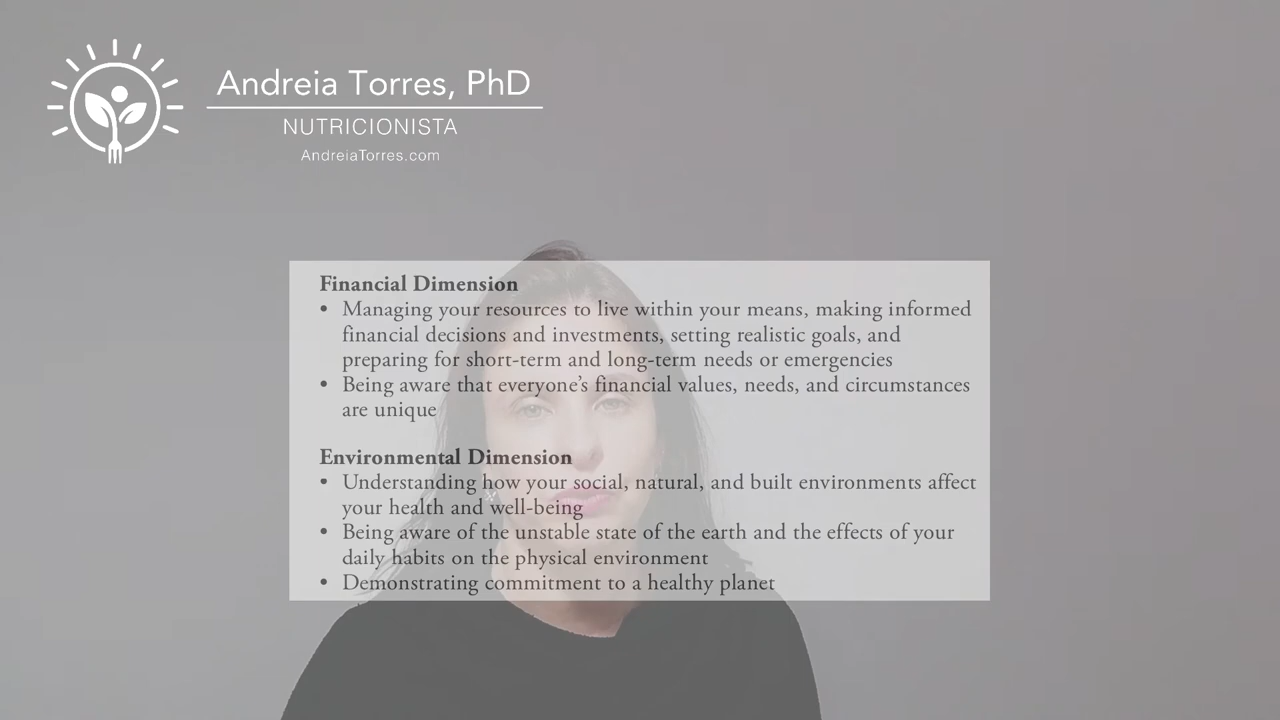 Andreia Torres, PhD
NUTRICIONISTA
AndreiaTorres.com
Financial Dimension
• Managing your resources to live within your means, making informed
financial decisions and investments, setting realistic goals, and
preparing for short-term and long-term needs or emergencies
• Being aware that everyone’s financial values, needs, and circumstances
are unique
Environmental Dimension
• Understanding how your social, natural, and built environments affect
your health and well-being
• Being aware of the unstable state of the earth and the effects of your
daily habits on the physical environment
• Demonstrating commitment to a healthy planet